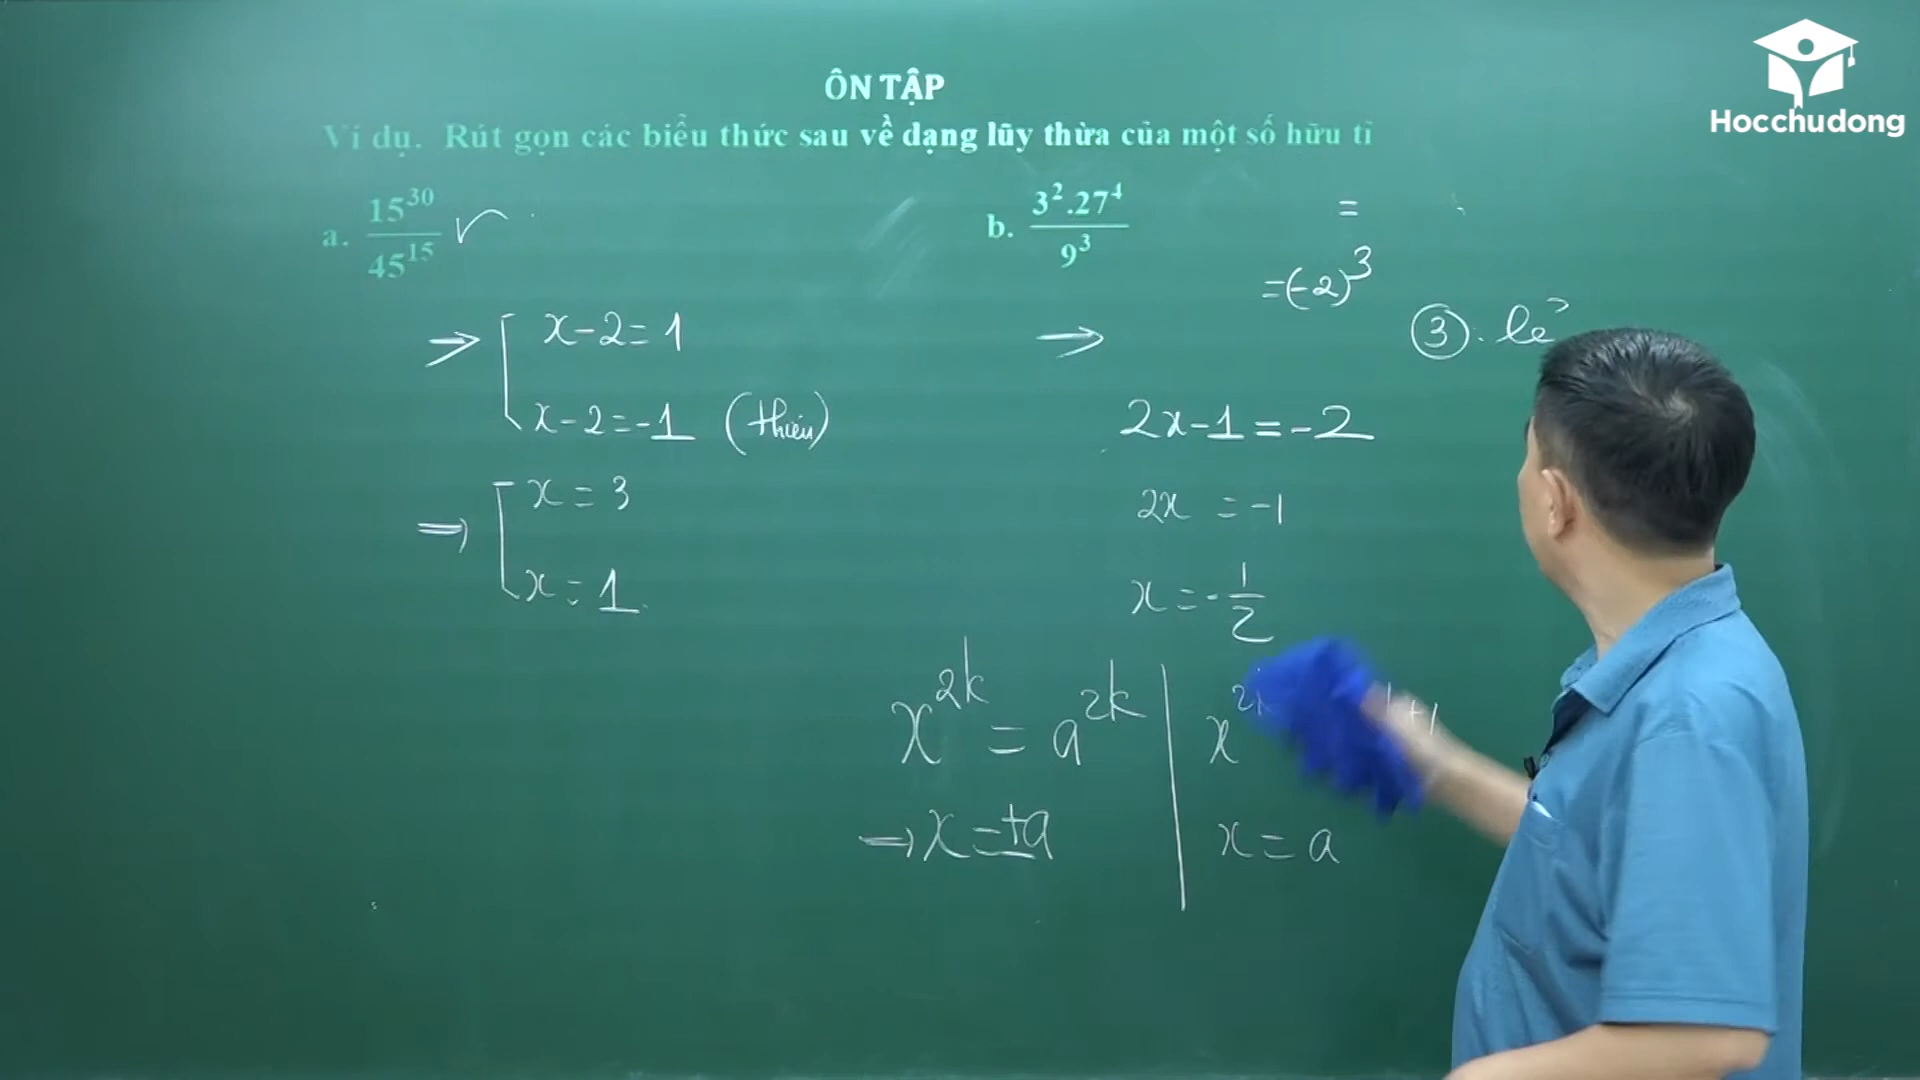 Hocchudong
ÔN TẬP
Ví dụ. Rút gọn các biểu thức sau về dạng lũy thừa của một số hữu tỉ
a. 15^30 / 45^15
b. 3^2.27^4 / 9^3
=
=(-2)^3
③. lẻ
⇒ [ x-2=1
x-2=-1 (thiếu)
⇒ [ x=3
x=1.
⇒
2x-1=-2
2x =-1
x=-1/2
x^2k = a^2k
⇒ x=±a
x^2
+1
x=a